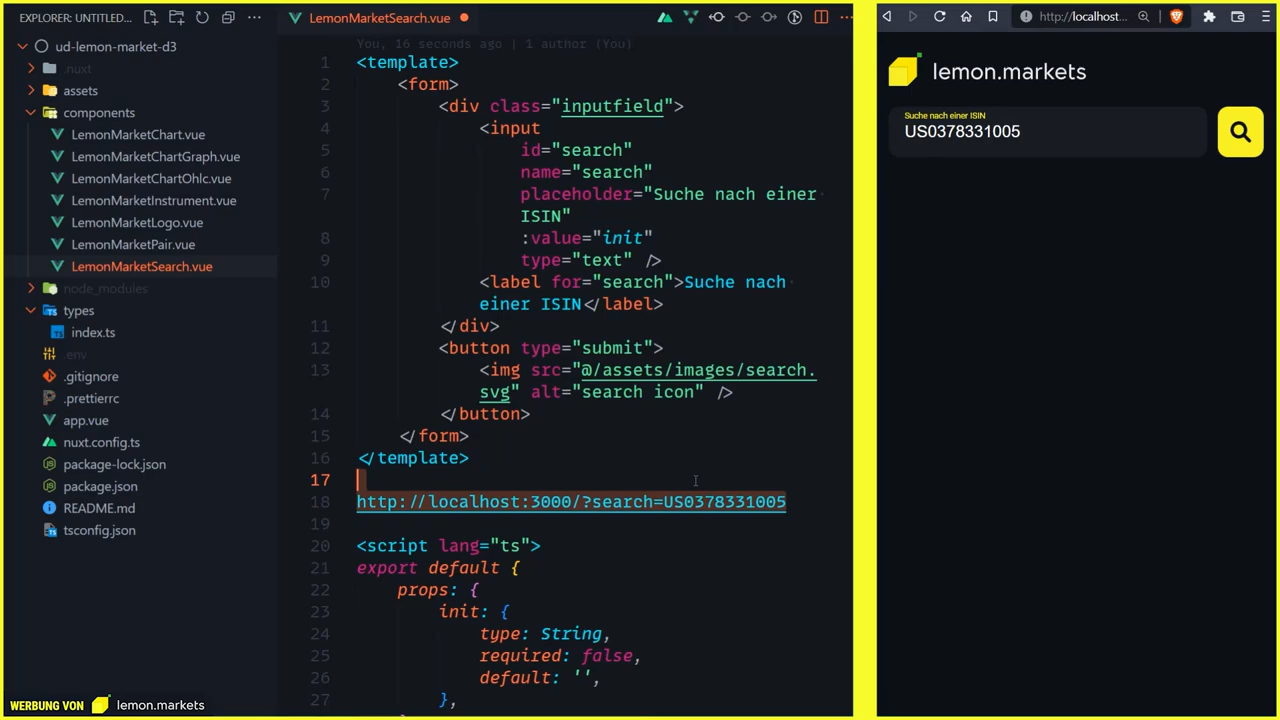 EXPLORER: UNTITLED...
ud-lemon-market-d3
.nuxt
assets
components
LemonMarketChart.vue
LemonMarketChartGraph.vue
LemonMarketChartOhlc.vue
LemonMarketInstrument.vue
LemonMarketLogo.vue
LemonMarketPair.vue
LemonMarketSearch.vue
node_modules
types
TS index.ts
.env
.gitignore
.prettierrc
app.vue
nuxt.config.ts
package-lock.json
package.json
README.md
tsconfig.json
WERBUNG VON lemon.markets
LemonMarketSearch.vue
You, 16 seconds ago | 1 author (You)
1 <template>
2 <form>
3 <div class="inputfield">
4 <input
5 id="search"
6 name="search"
7 placeholder="Suche nach einer
ISIN"
8 :value="init"
9 type="text" />
10 <label for="search">Suche nach
einer ISIN</label>
11 </div>
12 <button type="submit">
13 <img src="@/assets/images/search.
svg" alt="search icon" />
14 </button>
15 </form>
16 </template>
17
18 http://localhost:3000/?search=US0378331005
19
20 <script lang="ts">
21 export default {
22 props: {
23 init: {
24 type: String,
25 required: false,
26 default: '',
27 },
http://localhost...
lemon.markets
Suche nach einer ISIN
US0378331005